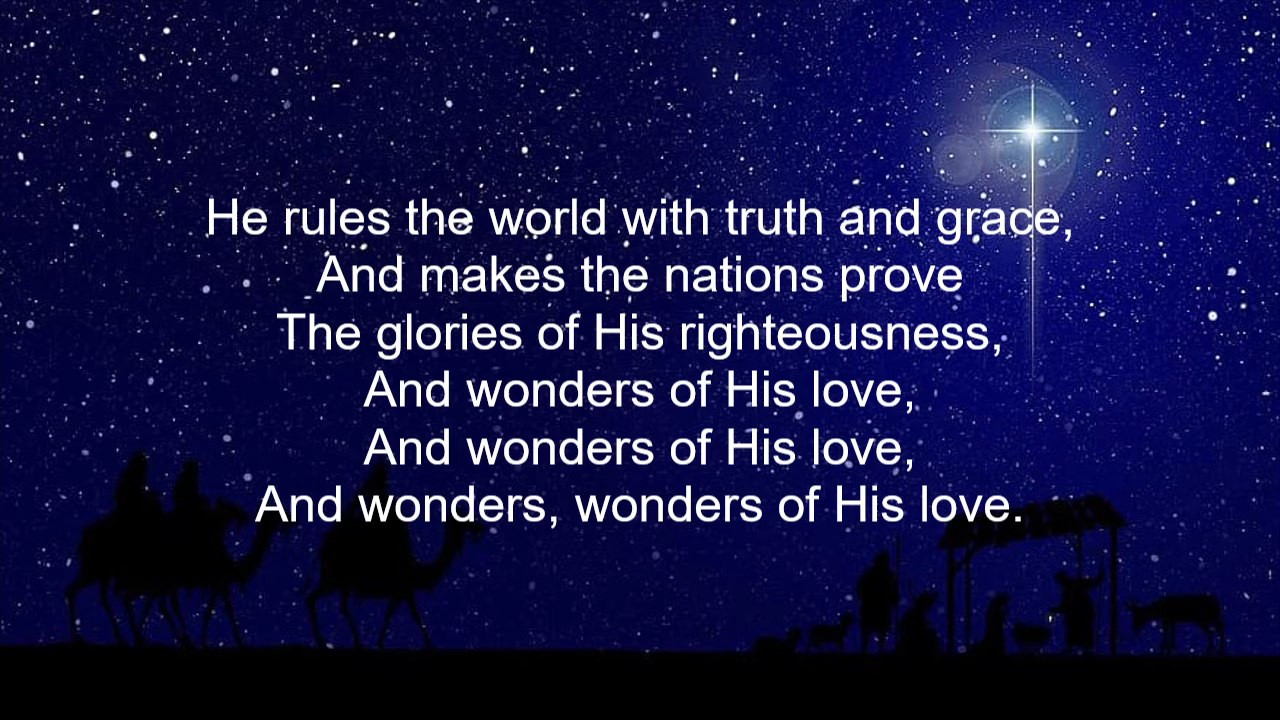 He rules the world with truth and grace,
And makes the nations prove
The glories of His righteousness,
And wonders of His love,
And wonders of His love,
And wonders, wonders of His love.